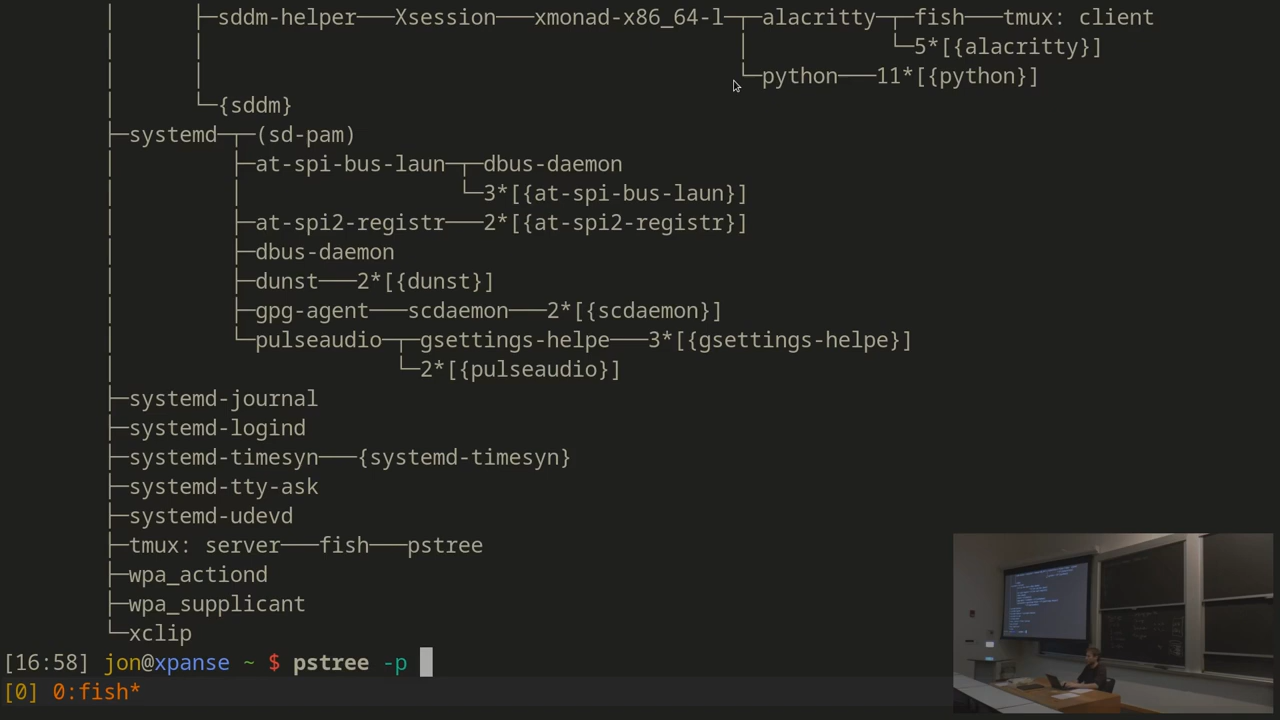 ├─sddm-helper───Xsession───xmonad-x86_64-l─┬─alacritty─┬─fish───tmux: client
└─5*[{alacritty}]
└─python───11*[{python}]
└─{sddm}
├─systemd─┬─(sd-pam)
├─at-spi-bus-laun─┬─dbus-daemon
└─3*[{at-spi-bus-laun}]
├─at-spi2-registr───2*[{at-spi2-registr}]
├─dbus-daemon
├─dunst───2*[{dunst}]
├─gpg-agent───scdaemon───2*[{scdaemon}]
└─pulseaudio─┬─gsettings-helpe───3*[{gsettings-helpe}]
└─2*[{pulseaudio}]
├─systemd-journal
├─systemd-logind
├─systemd-timesyn───{systemd-timesyn}
├─systemd-tty-ask
├─systemd-udevd
├─tmux: server───fish───pstree
├─wpa_actiond
├─wpa_supplicant
└─xclip
[16:58] jon@xpanse ~ $ pstree -p
[0] 0:fish*